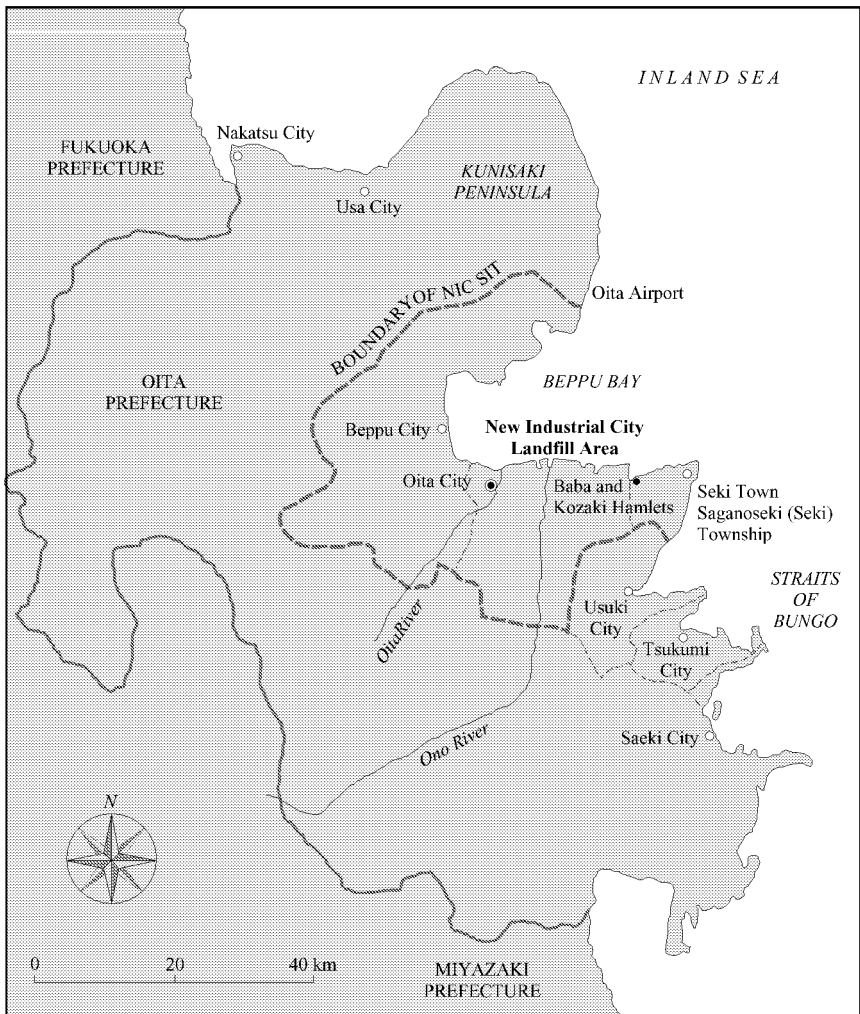 INLAND SEA
Nakatsu City
FUKUOKA
PREFECTURE
KUNISAKI
PENINSULA
Usa City
BOUNDARY OF NIC SIT
Oita Airport
OITA
PREFECTURE
BEPPU BAY
Beppu City
New Industrial City
Landfill Area
Oita City
Baba and
Kozaki Hamlets
Seki Town
Saganoseki (Seki)
Township
STRAITS
OF
BUNGO
Usuki
City
OitaRiver
Tsukumi
City
Ono River
Saeki City
N
0 20 40 km
MIYAZAKI
PREFECTURE